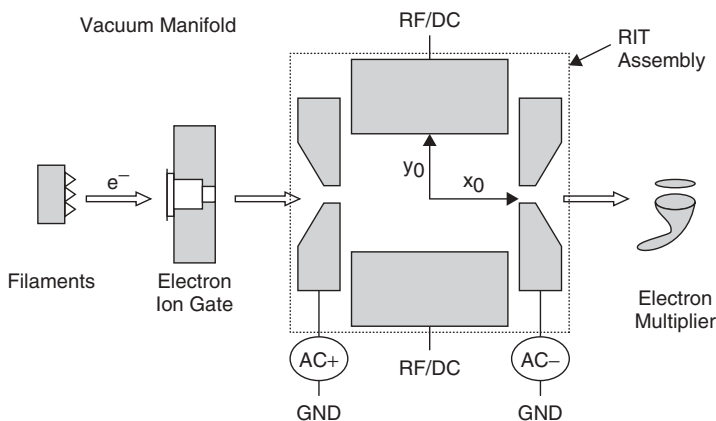 Vacuum Manifold
RF/DC
RIT
Assembly
y0
x0
e–
Filaments
Electron
Ion Gate
Electron
Multiplier
AC+
RF/DC
AC–
GND
GND